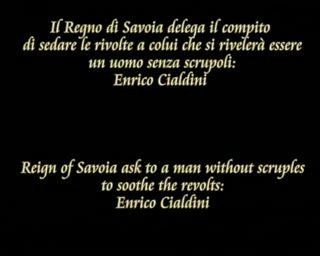 Il Regno di Savoia delega il compito
di sedare le rivolte a colui che si rivelerà essere
un uomo senza scrupoli:
Enrico Cialdini
Reign of Savoia ask to a man without scruples
to soothe the revolts:
Enrico Cialdini